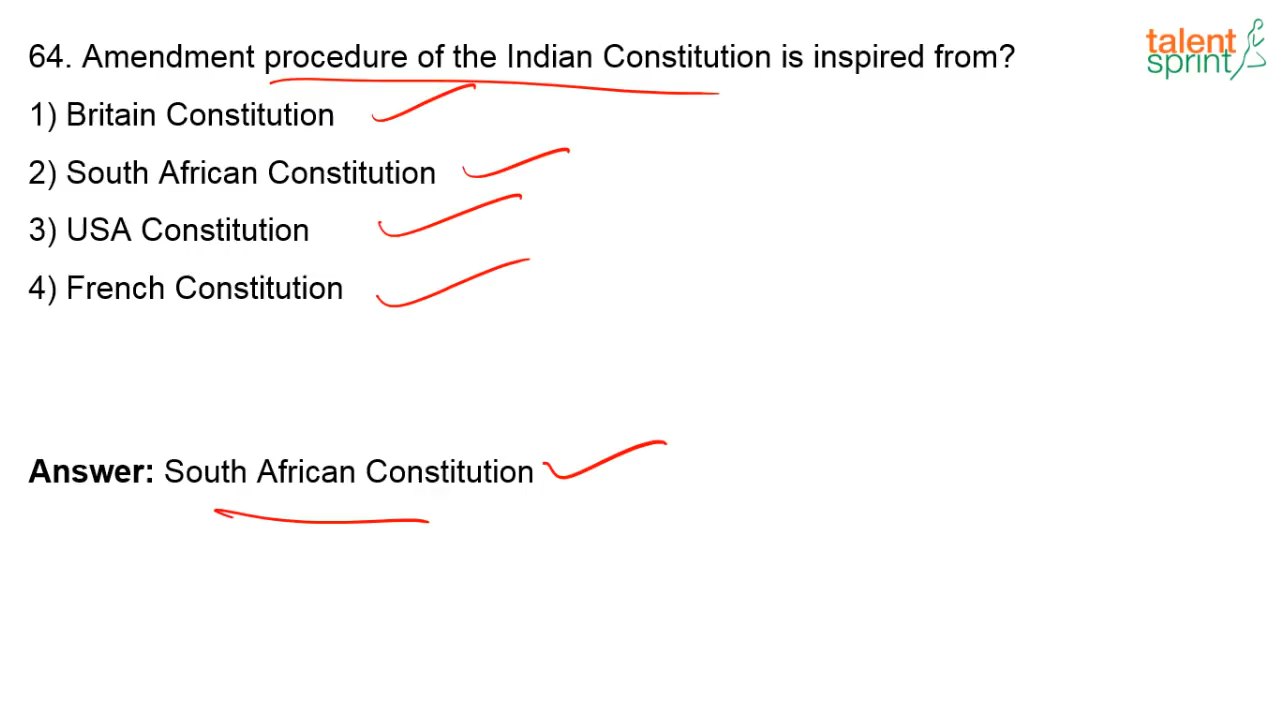 64. Amendment procedure of the Indian Constitution is inspired from?
talent
sprint
1) Britain Constitution
2) South African Constitution
3) USA Constitution
4) French Constitution
Answer: South African Constitution